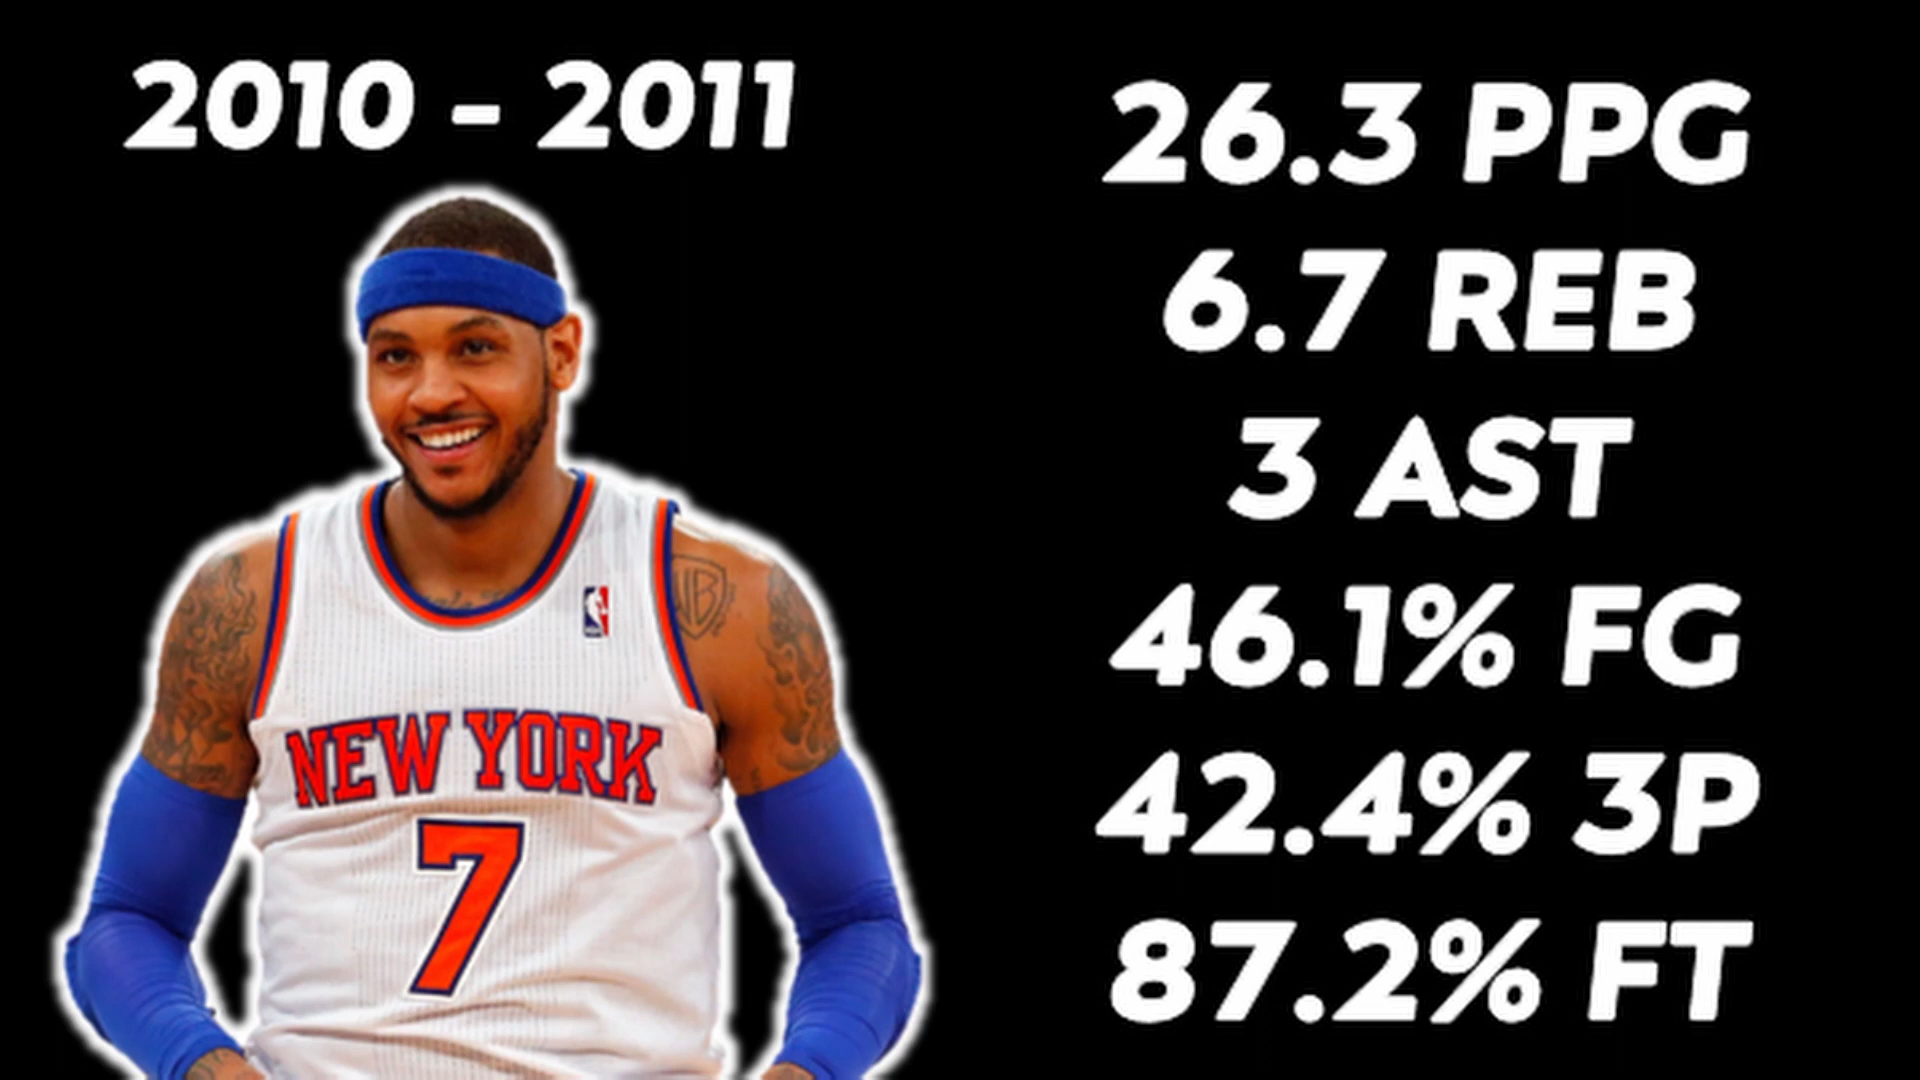 2010 - 2011
26.3 PPG
6.7 REB
3 AST
46.1% FG
42.4% 3P
87.2% FT
NEW YORK
7
WB